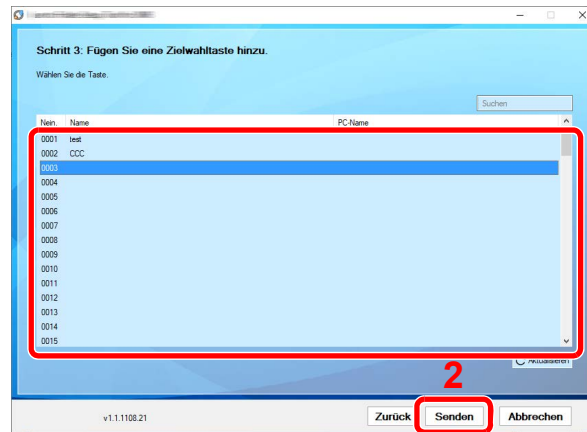 Schritt 3: Fügen Sie eine Zielwahltaste hinzu.
Wählen Sie die Taste.
Suchen
Nein. Name PC-Name
0001 test
0002 CCC
0003
0004
0005
0006
0007
0008
0009
0010
0011
0012
0013
0014
0015
Aktualisieren
2
v1.1.1108.21 Zurück Senden Abbrechen